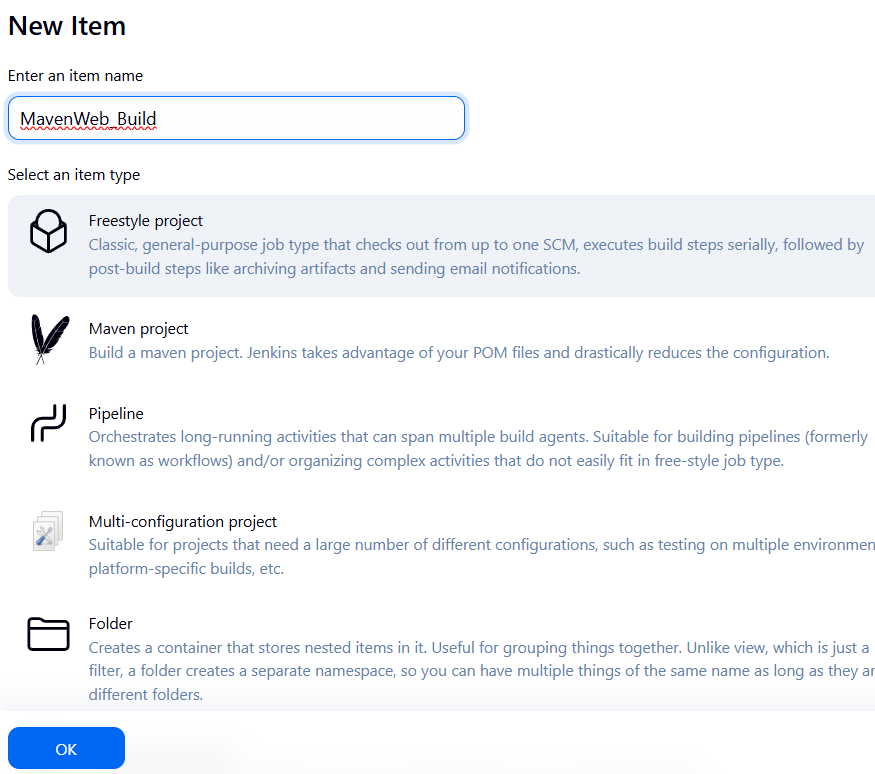 New Item
Enter an item name
MavenWeb_Build
Select an item type
Freestyle project
Classic, general-purpose job type that checks out from up to one SCM, executes build steps serially, followed by
post-build steps like archiving artifacts and sending email notifications.
Maven project
Build a maven project. Jenkins takes advantage of your POM files and drastically reduces the configuration.
Pipeline
Orchestrates long-running activities that can span multiple build agents. Suitable for building pipelines (formerly
known as workflows) and/or organizing complex activities that do not easily fit in free-style job type.
Multi-configuration project
Suitable for projects that need a large number of different configurations, such as testing on multiple environmen
platform-specific builds, etc.
Folder
Creates a container that stores nested items in it. Useful for grouping things together. Unlike view, which is just a
filter, a folder creates a separate namespace, so you can have multiple things of the same name as long as they ar
different folders.
OK